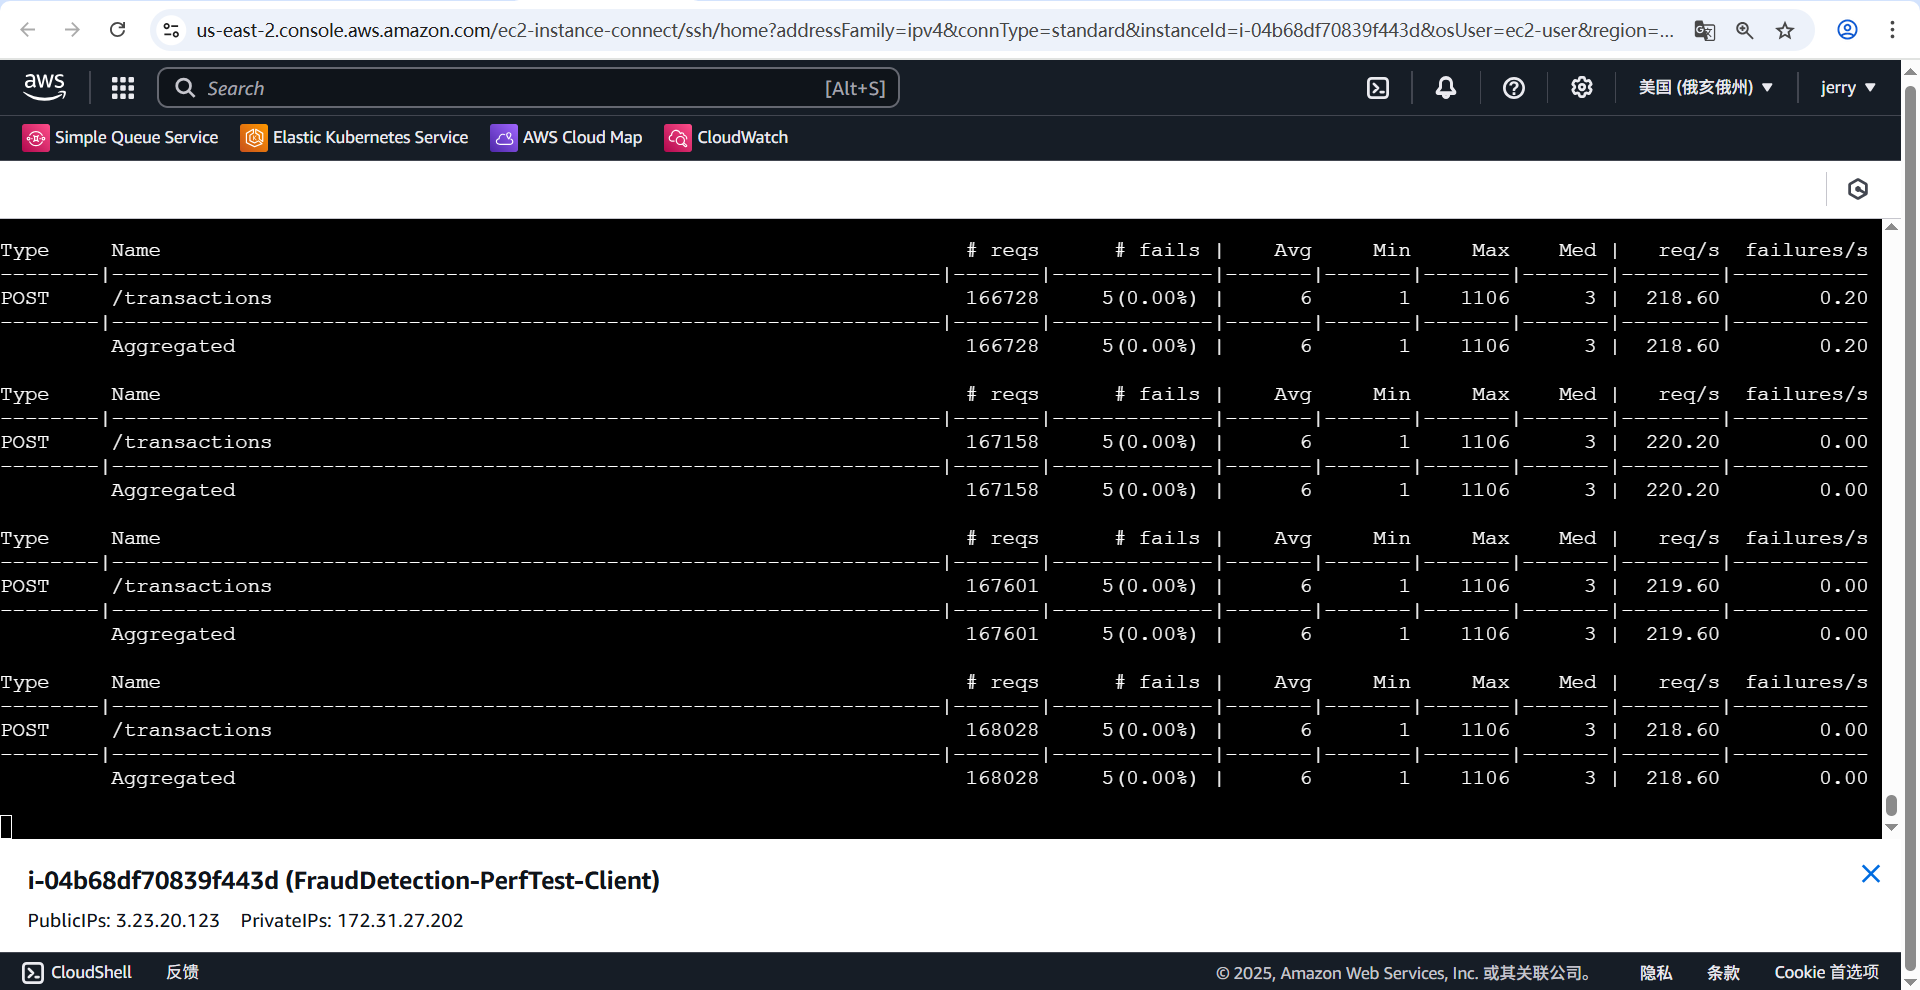 us-east-2.console.aws.amazon.com/ec2-instance-connect/ssh/home?addressFamily=ipv4&connType=standard&instanceId=i-04b68df70839f443d&osUser=ec2-user&region=...
aws Search [Alt+S] 美国 (俄亥俄州) jerry
Simple Queue Service Elastic Kubernetes Service AWS Cloud Map CloudWatch
Type Name # reqs # fails | Avg Min Max Med | req/s failures/s
--------|--------------------------------------------------------------------|-------|-------------|-------|-------|-------|-------|--------|-----------
POST /transactions 166728 5(0.00%) | 6 1 1106 3 | 218.60 0.20
--------|--------------------------------------------------------------------|-------|-------------|-------|-------|-------|-------|--------|-----------
Aggregated 166728 5(0.00%) | 6 1 1106 3 | 218.60 0.20
Type Name # reqs # fails | Avg Min Max Med | req/s failures/s
--------|--------------------------------------------------------------------|-------|-------------|-------|-------|-------|-------|--------|-----------
POST /transactions 167158 5(0.00%) | 6 1 1106 3 | 220.20 0.00
--------|--------------------------------------------------------------------|-------|-------------|-------|-------|-------|-------|--------|-----------
Aggregated 167158 5(0.00%) | 6 1 1106 3 | 220.20 0.00
Type Name # reqs # fails | Avg Min Max Med | req/s failures/s
--------|--------------------------------------------------------------------|-------|-------------|-------|-------|-------|-------|--------|-----------
POST /transactions 167601 5(0.00%) | 6 1 1106 3 | 219.60 0.00
--------|--------------------------------------------------------------------|-------|-------------|-------|-------|-------|-------|--------|-----------
Aggregated 167601 5(0.00%) | 6 1 1106 3 | 219.60 0.00
Type Name # reqs # fails | Avg Min Max Med | req/s failures/s
--------|--------------------------------------------------------------------|-------|-------------|-------|-------|-------|-------|--------|-----------
POST /transactions 168028 5(0.00%) | 6 1 1106 3 | 218.60 0.00
--------|--------------------------------------------------------------------|-------|-------------|-------|-------|-------|-------|--------|-----------
Aggregated 168028 5(0.00%) | 6 1 1106 3 | 218.60 0.00
i-04b68df70839f443d (FraudDetection-PerfTest-Client)
PublicIPs: 3.23.20.123 PrivateIPs: 172.31.27.202
CloudShell 反馈 © 2025, Amazon Web Services, Inc. 或其关联公司。 隐私 条款 Cookie 首选项